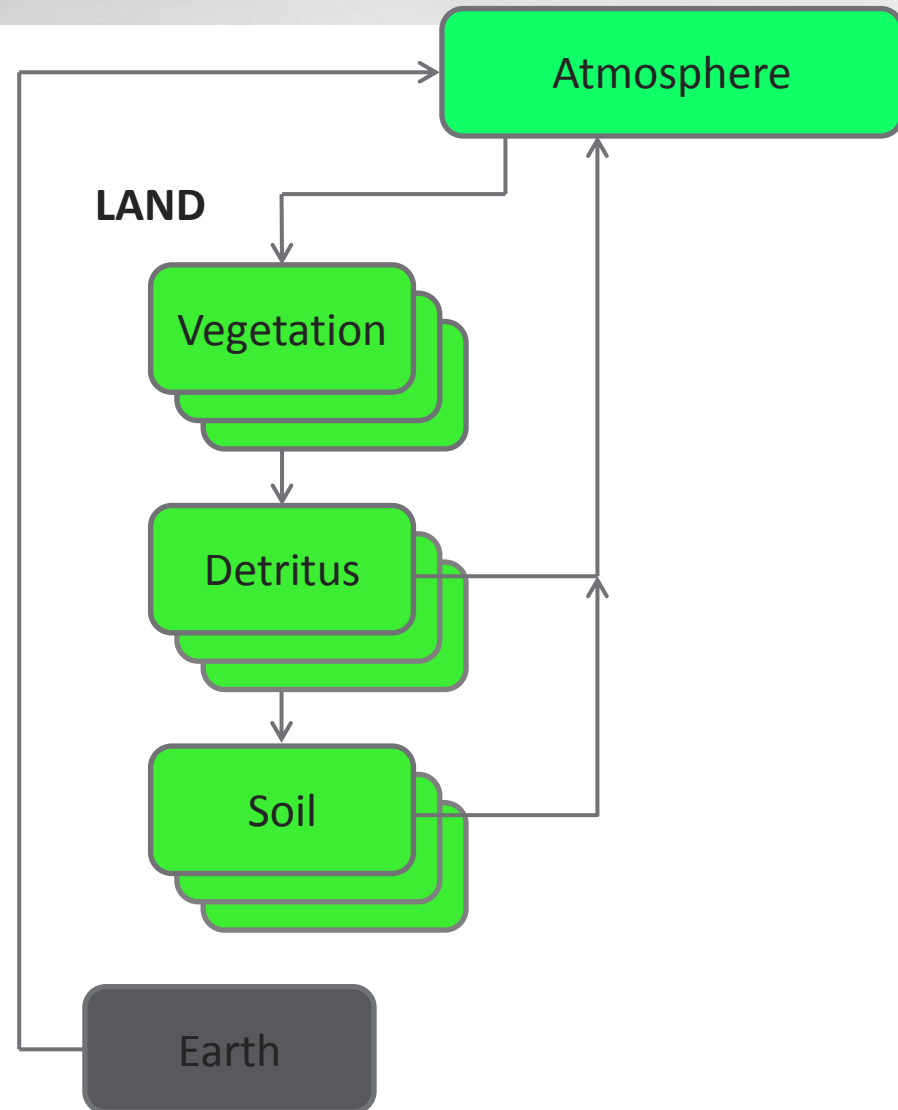 Atmosphere
LAND
Vegetation
Detritus
Soil
Earth